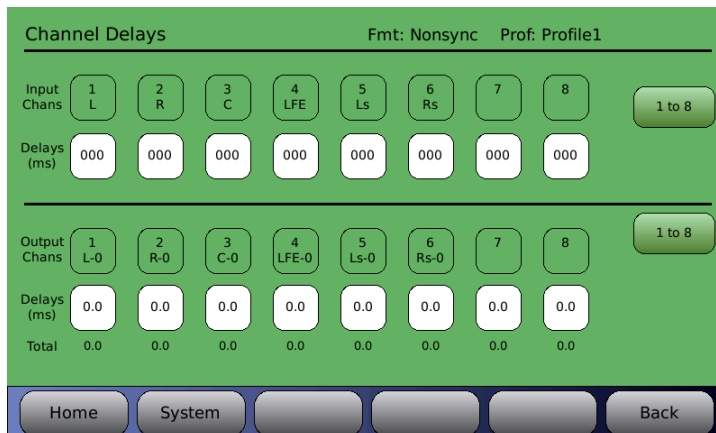 Channel Delays Fmt: Nonsync Prof: Profile1
Input Chans 1 L 2 R 3 C 4 LFE 5 Ls 6 Rs 7 8 1 to 8
Delays (ms) 000 000 000 000 000 000 000 000
Output Chans 1 L-0 2 R-0 3 C-0 4 LFE-0 5 Ls-0 6 Rs-0 7 8 1 to 8
Delays (ms) 0.0 0.0 0.0 0.0 0.0 0.0 0.0 0.0
Total 0.0 0.0 0.0 0.0 0.0 0.0 0.0 0.0
Home System Back